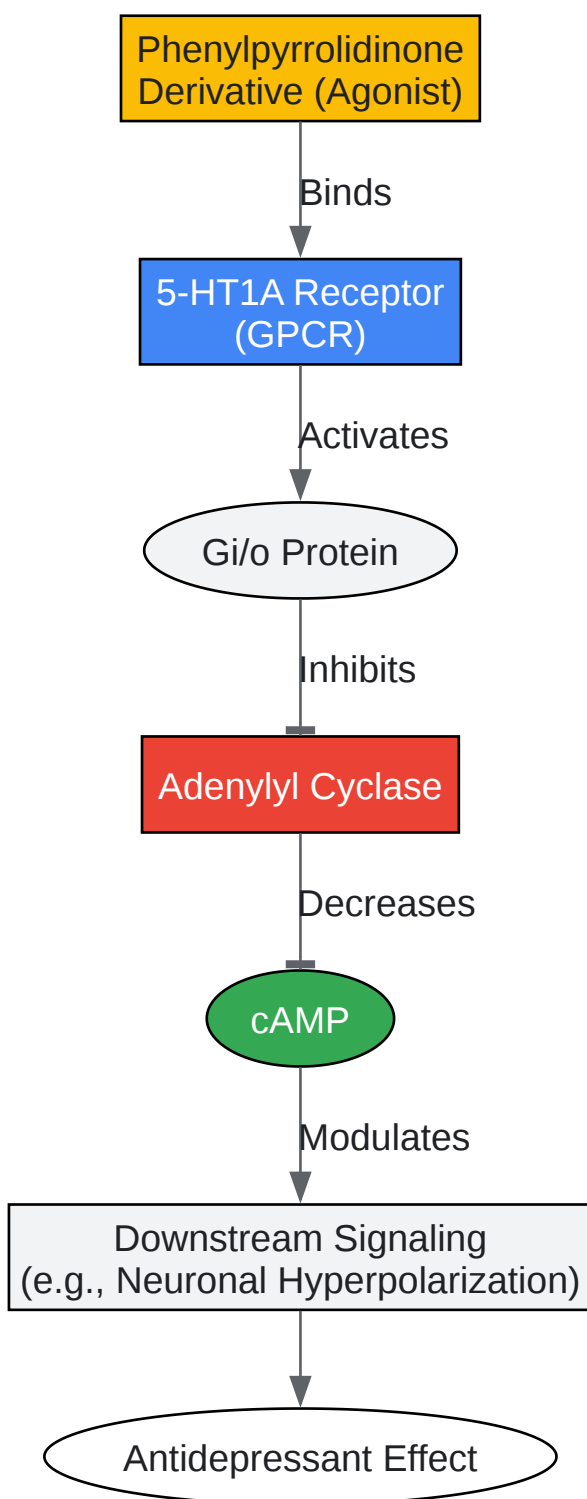 Phenylpyrrolidinone
Derivative (Agonist)
Binds
5-HT1A Receptor
(GPCR)
Activates
Gi/o Protein
Inhibits
Adenylyl Cyclase
Decreases
cAMP
Modulates
Downstream Signaling
(e.g., Neuronal Hyperpolarization)
Antidepressant Effect